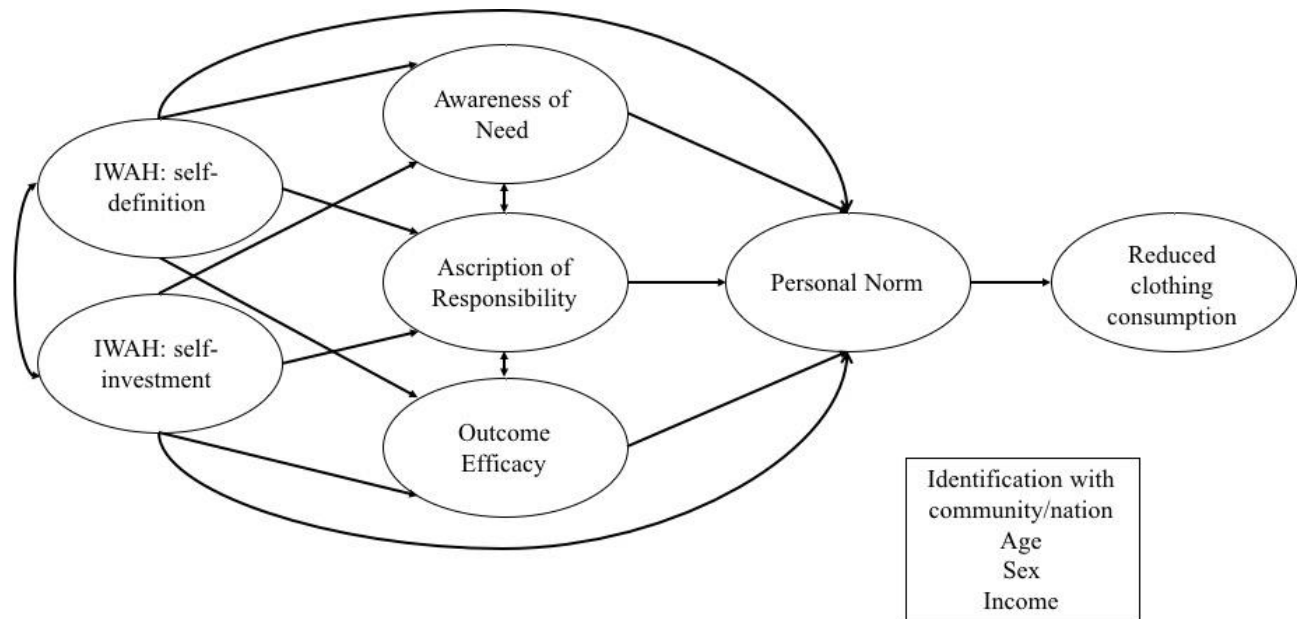 Awareness of
Need
IWAH: self-
definition
Ascription of
Responsibility
Personal Norm
Reduced
clothing
consumption
IWAH: self-
investment
Outcome
Efficacy
Identification with
community/nation
Age
Sex
Income